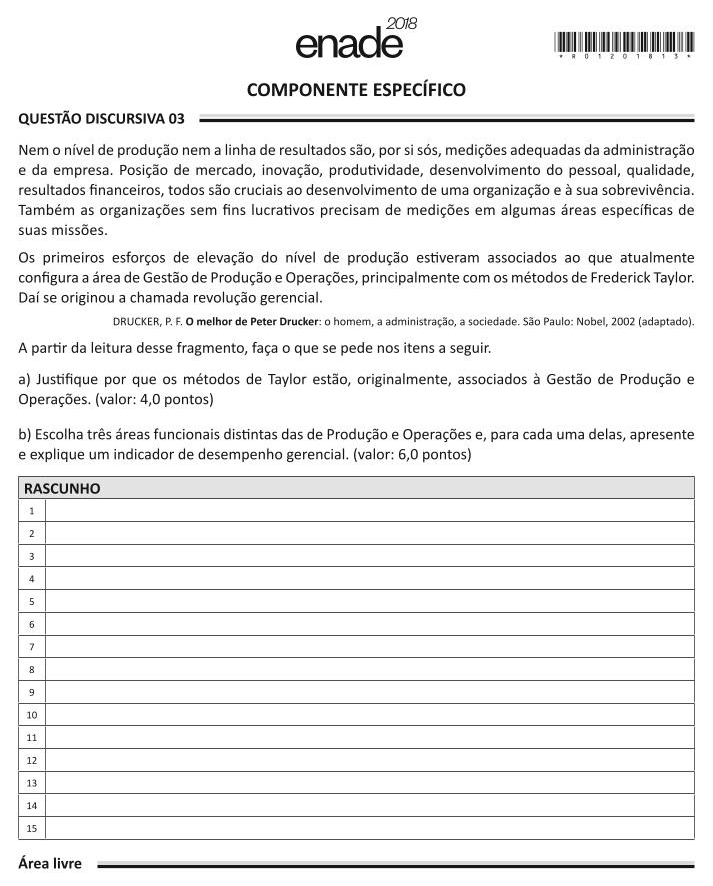 enade 2018
* R 0 1 2 0 1 8 1 3 *
COMPONENTE ESPECÍFICO
QUESTÃO DISCURSIVA 03
Nem o nível de produção nem a linha de resultados são, por si sós, medições adequadas da administração
e da empresa. Posição de mercado, inovação, produtividade, desenvolvimento do pessoal, qualidade,
resultados financeiros, todos são cruciais ao desenvolvimento de uma organização e à sua sobrevivência.
Também as organizações sem fins lucrativos precisam de medições em algumas áreas específicas de
suas missões.
Os primeiros esforços de elevação do nível de produção estiveram associados ao que atualmente
configura a área de Gestão de Produção e Operações, principalmente com os métodos de Frederick Taylor.
Daí se originou a chamada revolução gerencial.
DRUCKER, P. F. O melhor de Peter Drucker: o homem, a administração, a sociedade. São Paulo: Nobel, 2002 (adaptado).
A partir da leitura desse fragmento, faça o que se pede nos itens a seguir.
a) Justifique por que os métodos de Taylor estão, originalmente, associados à Gestão de Produção e
Operações. (valor: 4,0 pontos)
b) Escolha três áreas funcionais distintas das de Produção e Operações e, para cada uma delas, apresente
e explique um indicador de desempenho gerencial. (valor: 6,0 pontos)
RASCUNHO
1
2
3
4
5
6
7
8
9
10
11
12
13
14
15
Área livre